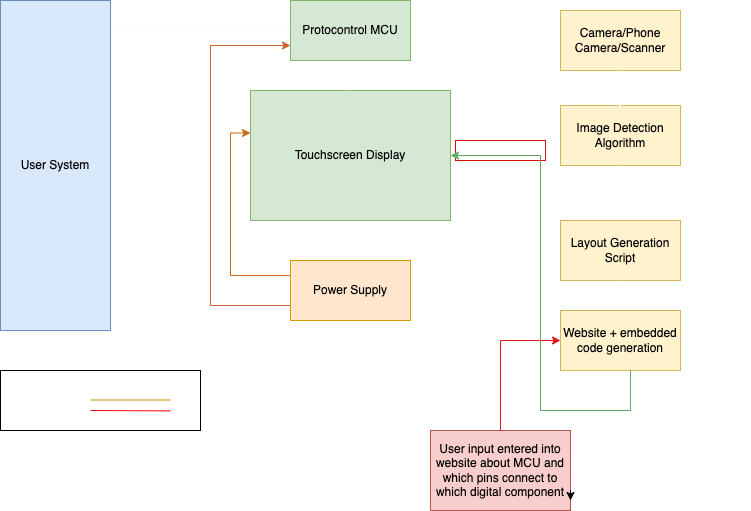 Protocontrol MCU
Camera/Phone
Camera/Scanner
User System
Touchscreen Display
Image Detection
Algorithm
Layout Generation
Script
Power Supply
Website + embedded
code generation
User input entered into
website about MCU and
which pins connect to
which digital component